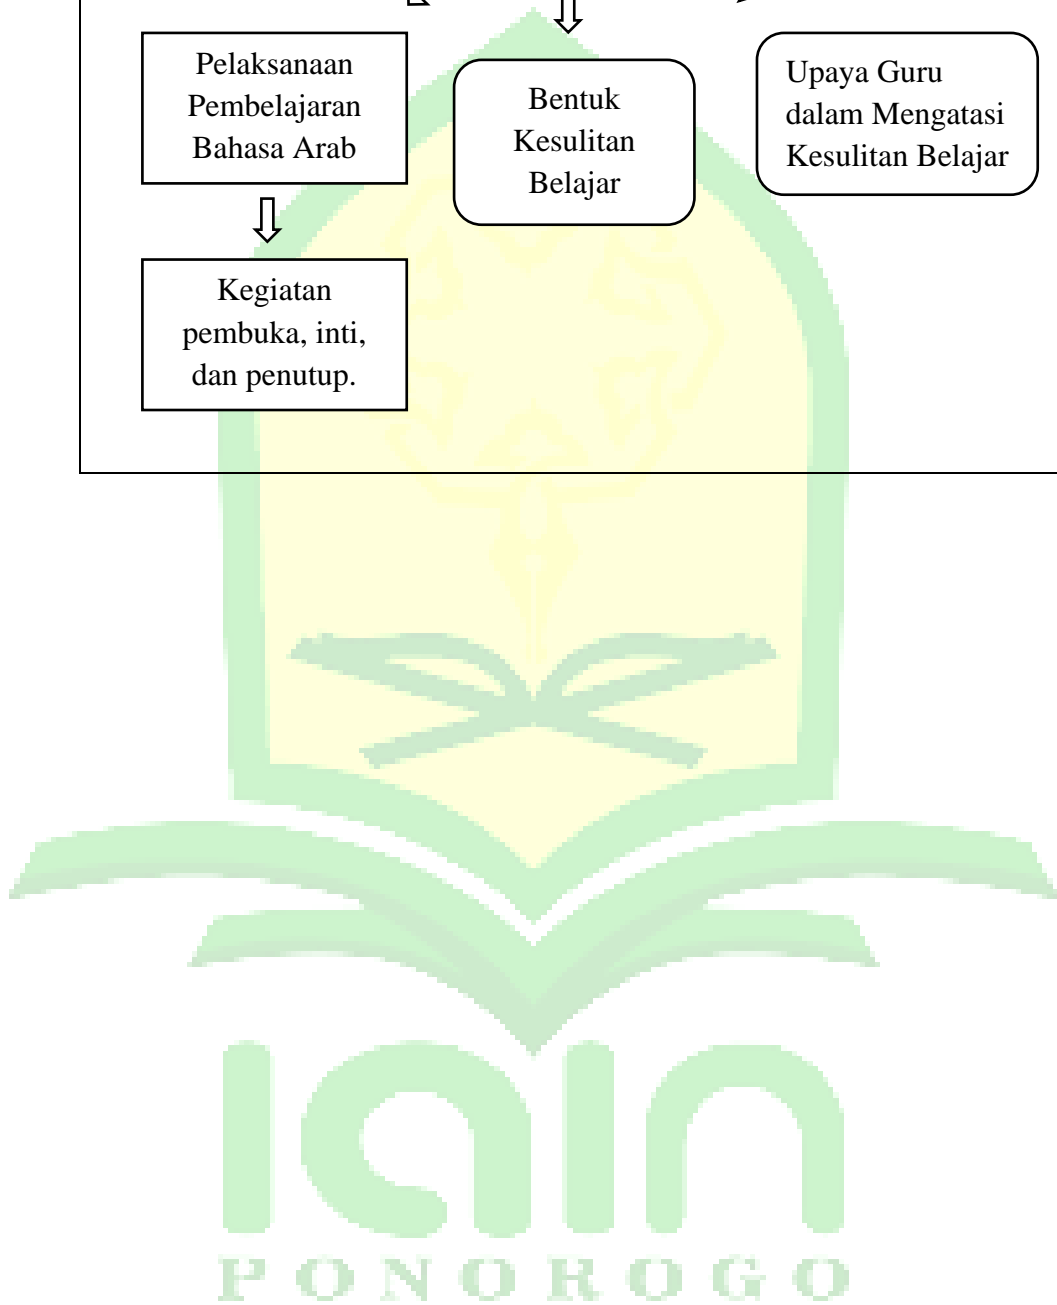 Pelaksanaan
Pembelajaran
Bahasa Arab
Bentuk
Kesulitan
Belajar
Upaya Guru
dalam Mengatasi
Kesulitan Belajar
Kegiatan
pembuka, inti,
dan penutup.
iain
PONOROGO